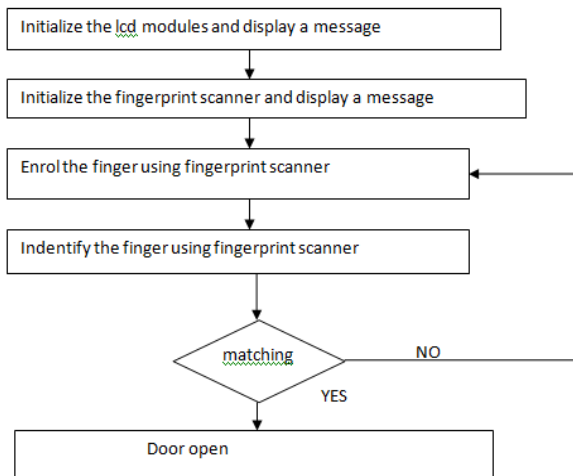 Initialize the lcd modules and display a message
Initialize the fingerprint scanner and display a message
Enrol the finger using fingerprint scanner
Indentify the finger using fingerprint scanner
matching
NO
YES
Door open